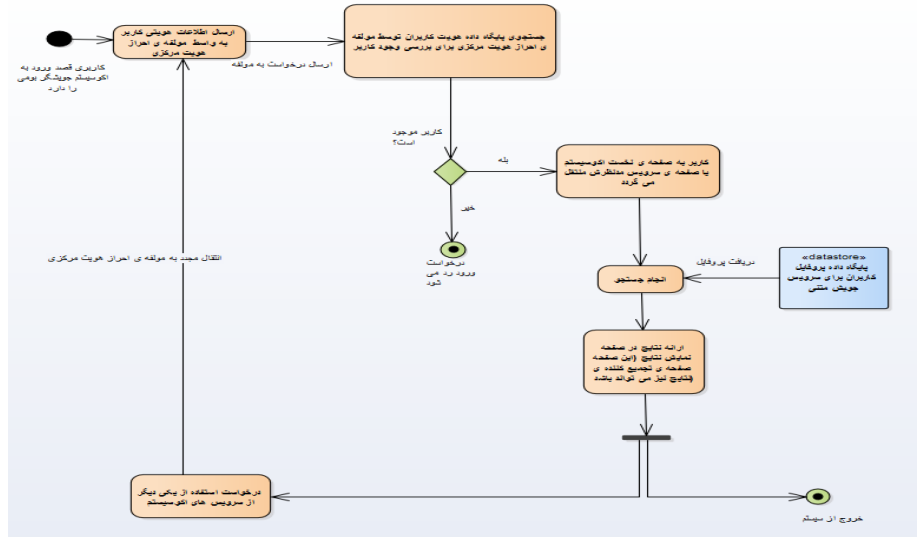 ارسال اطلاعات هویتی کاربر
به واسط مولفه ی احراز
هویت مرکزی
کاربری قصد ورود به
اکوسیستم جویشگر بومی
را دارد
ارسال درخواست به مولفه
جستجوی پایگاه داده هویت کاربران توسط مولفه
ی احراز هویت مرکزی برای بررسی وجود کاربر
کاربر موجود
است؟
بله
خیر
کاربر به صفحه ی نخست اکوسیستم
یا صفحه ی سرویس مدنظرش منتقل
می گردد
درخواست
ورود رد می
شود
انتقال مجدد به مولفه ی احراز هویت مرکزی
انجام جستجو
دریافت پروفایل
«datastore»
پایگاه داده پروفایل
کاربران برای سرویس
جویش متنی
ارائه نتایج در صفحه
نمایش نتایج (این صفحه
صفحه ی تجمیع کننده ی
نتایج نیز می تواند باشد)
درخواست استفاده از یکی دیگر
از سرویس های اکوسیستم
خروج از سیستم